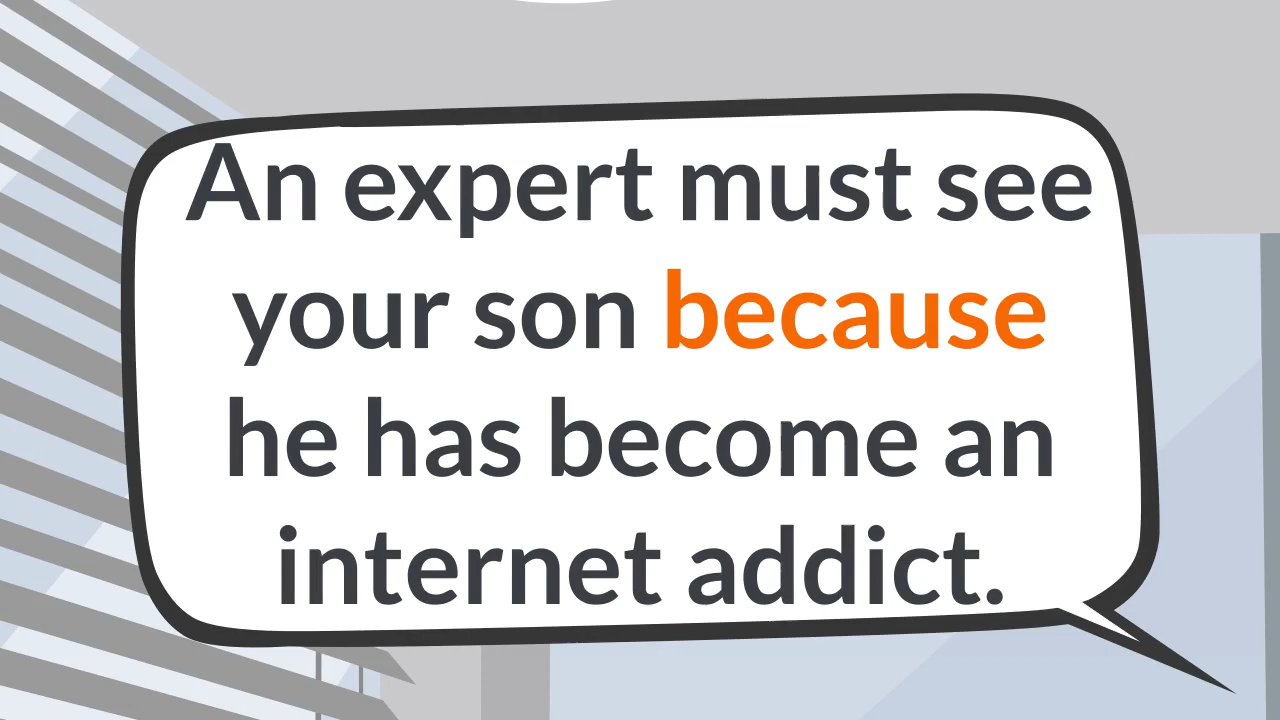 An expert must see
your son because
he has become an
internet addict.